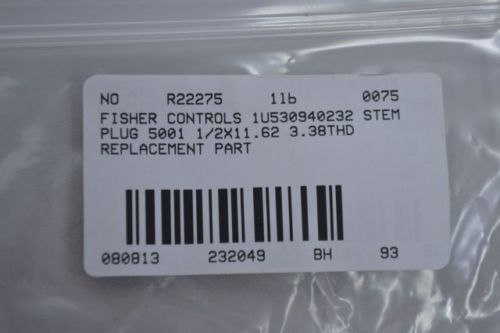 NO R22275 1lb 0075
FISHER CONTROLS 1U530940232 STEM
PLUG 5001 1/2X11.62 3.38THD
REPLACEMENT PART
080813 232049 BH 93